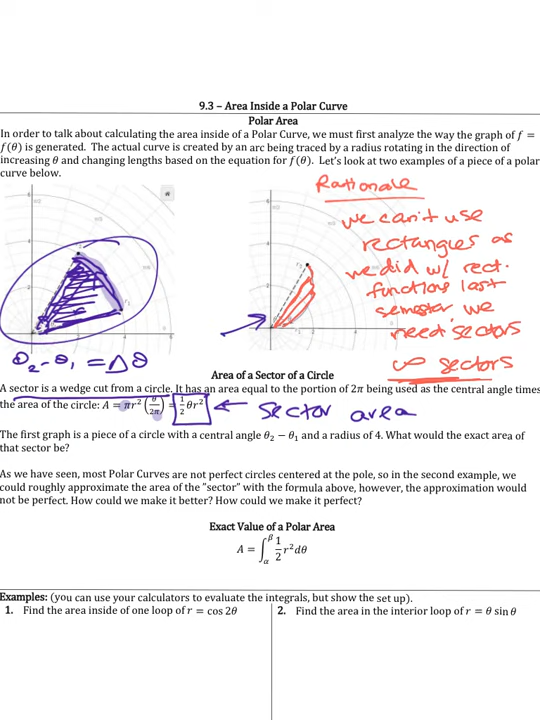 9.3 – Area Inside a Polar Curve
Polar Area
In order to talk about calculating the area inside of a Polar Curve, we must first analyze the way the graph of f =
f(θ) is generated. The actual curve is created by an arc being traced by a radius rotating in the direction of
increasing θ and changing lengths based on the equation for f(θ). Let's look at two examples of a piece of a polar
curve below.
Rationale
we can't use
rectangles as
we did w/ rect.
functions last
semester, we
need sectors
∞ sectors
θ₂ - θ₁ = Δθ
Area of a Sector of a Circle
A sector is a wedge cut from a circle. It has an area equal to the portion of 2π being used as the central angle times
the area of the circle: A = πr² (θ/2π) = 1/2 θr² ← sector area
The first graph is a piece of a circle with a central angle θ₂ − θ₁ and a radius of 4. What would the exact area of
that sector be?
As we have seen, most Polar Curves are not perfect circles centered at the pole, so in the second example, we
could roughly approximate the area of the "sector" with the formula above, however, the approximation would
not be perfect. How could we make it better? How could we make it perfect?
Exact Value of a Polar Area
A = ∫_α^β 1/2 r² dθ
Examples: (you can use your calculators to evaluate the integrals, but show the set up).
1. Find the area inside of one loop of r = cos 2θ
2. Find the area in the interior loop of r = θ sin θ